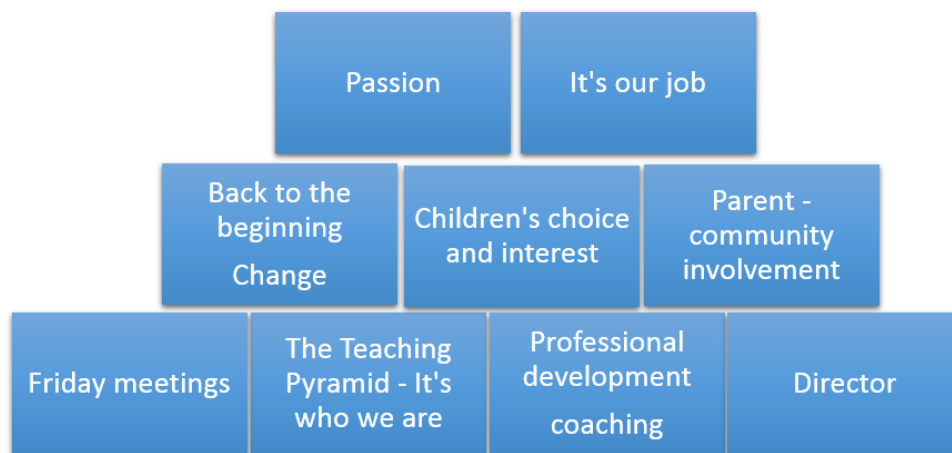 Passion
It's our job
Back to the
beginning
Change
Children's choice
and interest
Parent -
community
involvement
Friday meetings
The Teaching
Pyramid - It's
who we are
Professional
development
coaching
Director